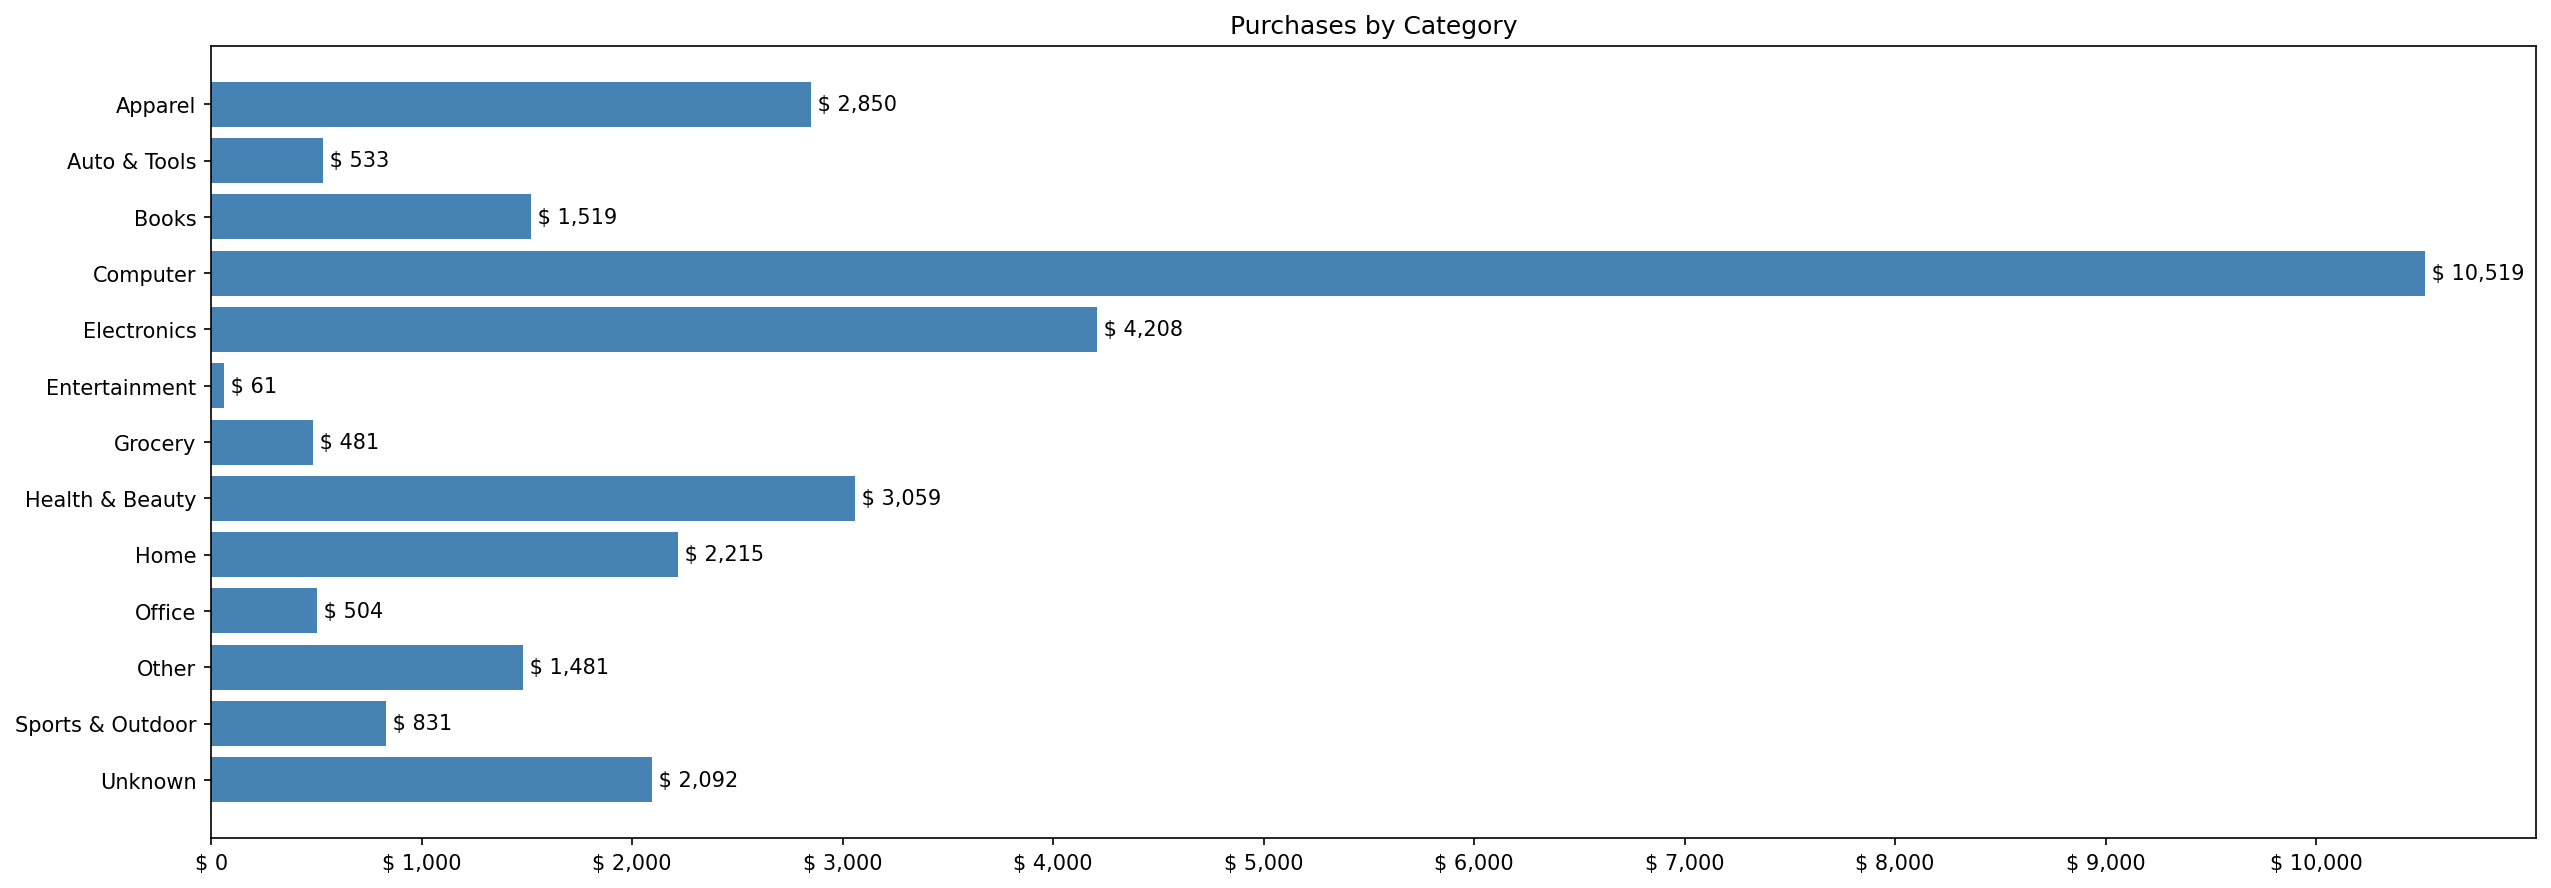 Purchases by Category
Apparel $ 2,850
Auto & Tools $ 533
Books $ 1,519
Computer $ 10,519
Electronics $ 4,208
Entertainment $ 61
Grocery $ 481
Health & Beauty $ 3,059
Home $ 2,215
Office $ 504
Other $ 1,481
Sports & Outdoor $ 831
Unknown $ 2,092
$ 0 $ 1,000 $ 2,000 $ 3,000 $ 4,000 $ 5,000 $ 6,000 $ 7,000 $ 8,000 $ 9,000 $ 10,000